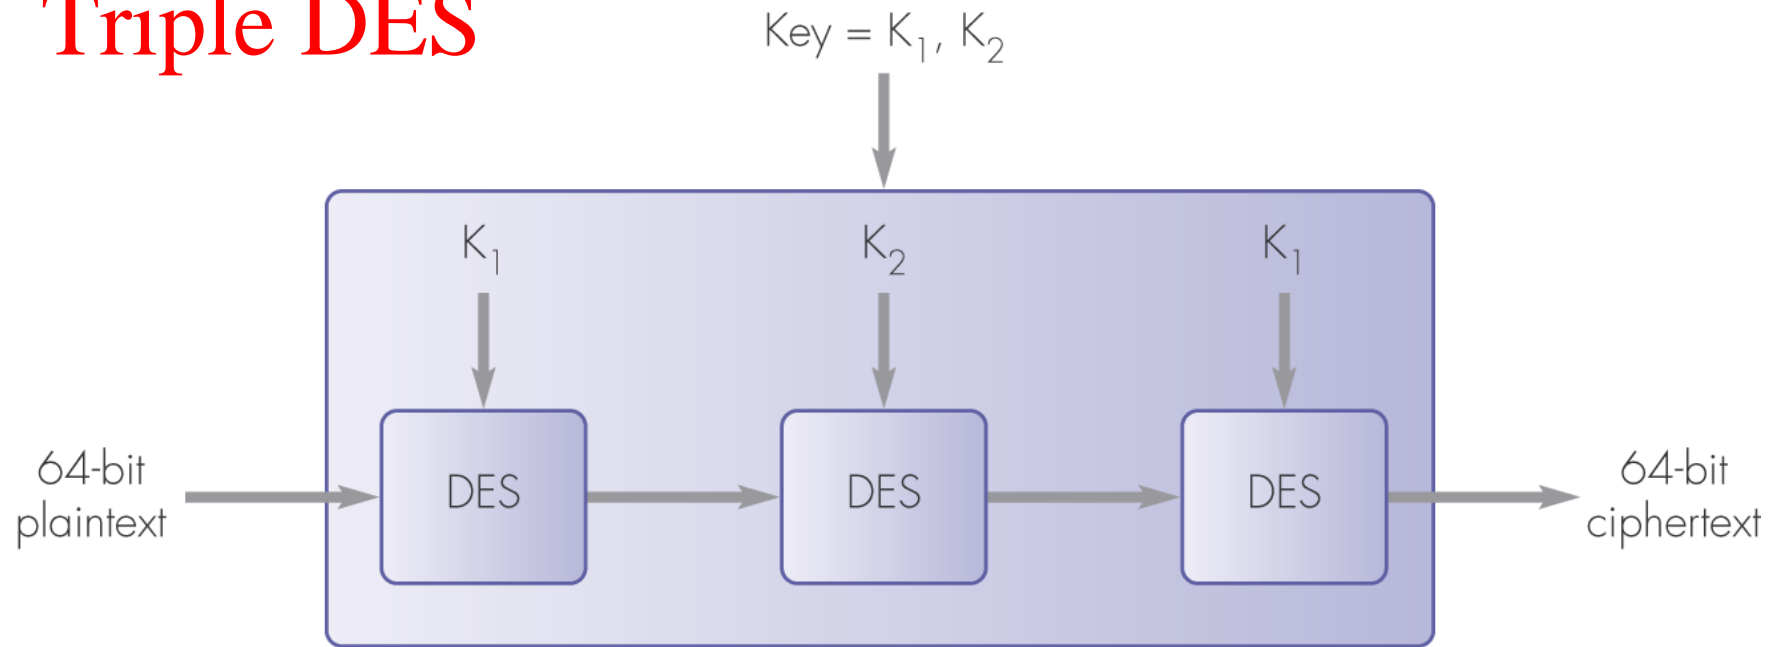 Triple DES
Key = K₁, K₂
K₁
K₂
K₁
64-bit
plaintext
DES
DES
DES
64-bit
ciphertext